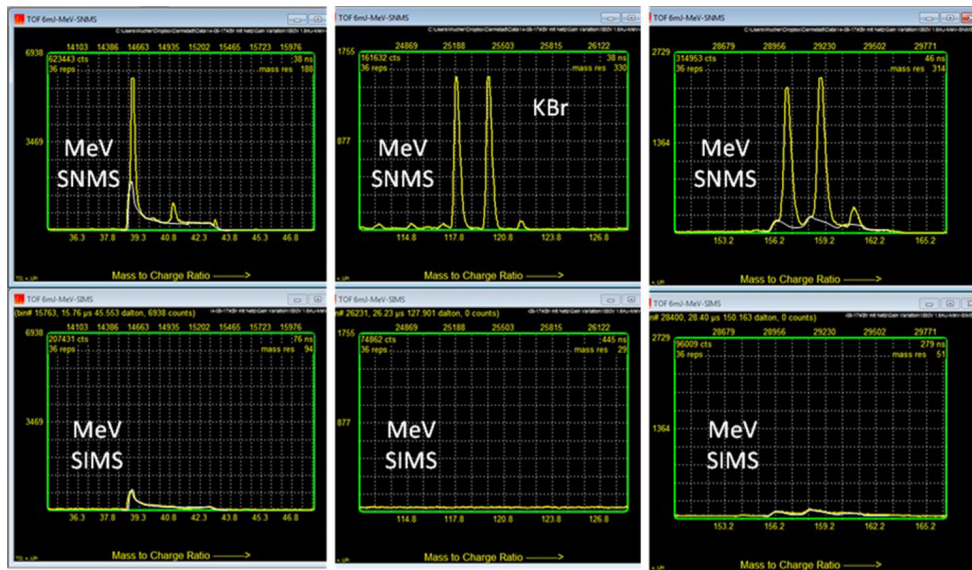 TOF 6mJ-MeV-SNMS
14103 14386 14663 14935 15203 15465 15723 15976
6938
623443 cts 38 ns
36 reps mass res 188
3469
MeV
SNMS
36.3 37.8 39.3 40.8 42.3 43.8 45.3 46.8
Mass to Charge Ratio ------->
TOF 6mJ-MeV-SNMS
24869 25188 25503 25815 26122
1755
161632 cts 38 ns
36 reps mass res 330
KBr
877
MeV
SNMS
114.8 117.8 120.8 123.8 126.8
Mass to Charge Ratio ------->
TOF 6mJ-MeV-SNMS
28679 28956 29230 29502 29771
2729
314953 cts 46 ns
36 reps mass res 314
1364
MeV
SNMS
153.2 156.2 159.2 162.2 165.2
Mass to Charge Ratio ------->
TOF 6mJ-MeV-SIMS
(bin# 15763, 15.76 µs 45.553 dalton, 6938 counts)
14103 14386 14663 14935 15203 15465 15723 15976
6938
207431 cts 76 ns
36 reps mass res 94
3469
MeV
SIMS
36.3 37.8 39.3 40.8 42.3 43.8 45.3 46.8
Mass to Charge Ratio ------->
TOF 6mJ-MeV-SIMS
n# 26231, 26.23 µs 127.901 dalton, 0 counts)
24869 25188 25503 25815 26122
1755
74862 cts 445 ns
36 reps mass res 29
877
MeV
SIMS
114.8 117.8 120.8 123.8 126.8
Mass to Charge Ratio ------->
TOF 6mJ-MeV-SIMS
n# 28400, 28.40 µs 150.163 dalton, 0 counts)
28679 28956 29230 29502 29771
2729
96009 cts 279 ns
36 reps mass res 51
1364
MeV
SIMS
153.2 156.2 159.2 162.2 165.2
Mass to Charge Ratio ------->